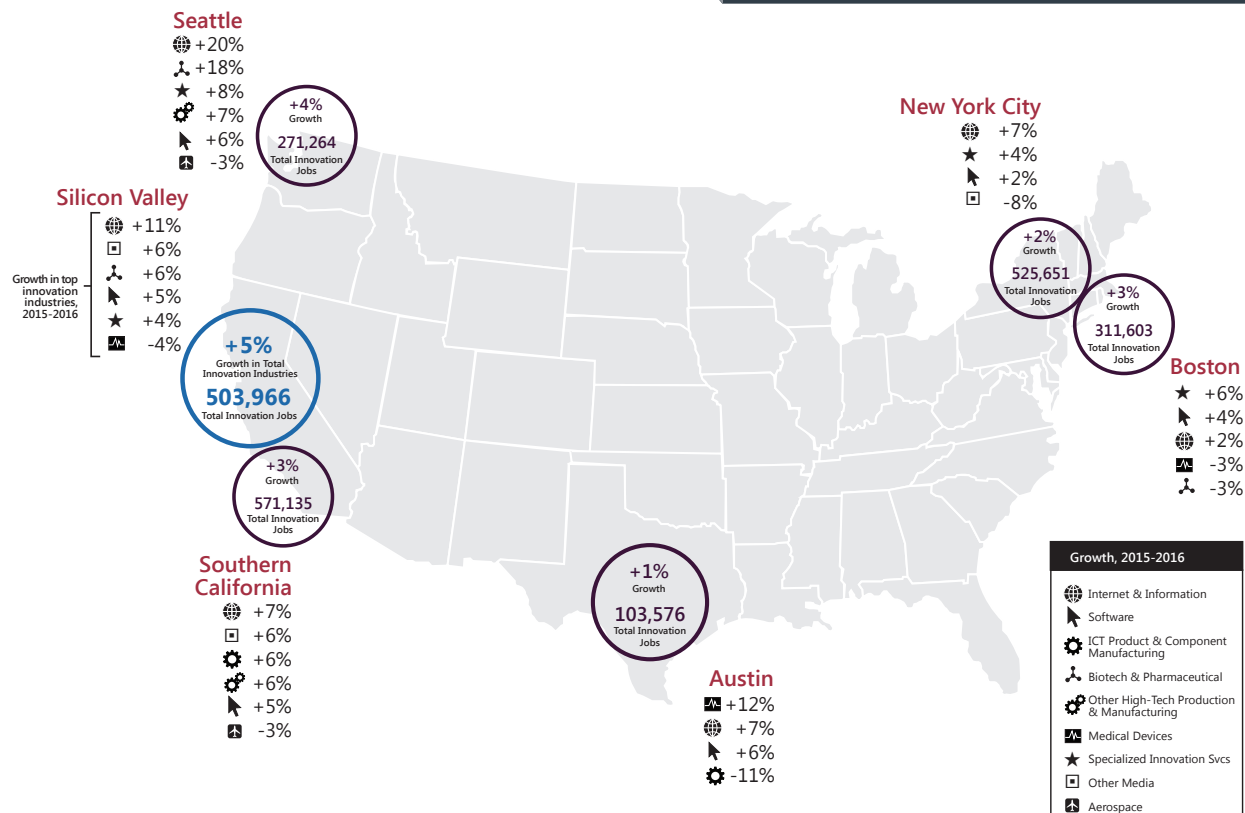 Seattle
+20%
+18%
+8%
+7%
+6%
-3%
+4%
Growth
271,264
Total Innovation
Jobs
Silicon Valley
Growth in top
innovation
industries,
2015-2016
+11%
+6%
+6%
+5%
+4%
-4%
+5%
Growth in Total
Innovation Industries
503,966
Total Innovation Jobs
+3%
Growth
571,135
Total Innovation
Jobs
Southern
California
+7%
+6%
+6%
+6%
+5%
-3%
+1%
Growth
103,576
Total Innovation
Jobs
Austin
+12%
+7%
+6%
-11%
New York City
+7%
+4%
+2%
-8%
+2%
Growth
525,651
Total Innovation
Jobs
+3%
Growth
311,603
Total Innovation
Jobs
Boston
+6%
+4%
+2%
-3%
-3%
Growth, 2015-2016
Internet & Information
Software
ICT Product & Component
Manufacturing
Biotech & Pharmaceutical
Other High-Tech Production
& Manufacturing
Medical Devices
Specialized Innovation Svcs
Other Media
Aerospace